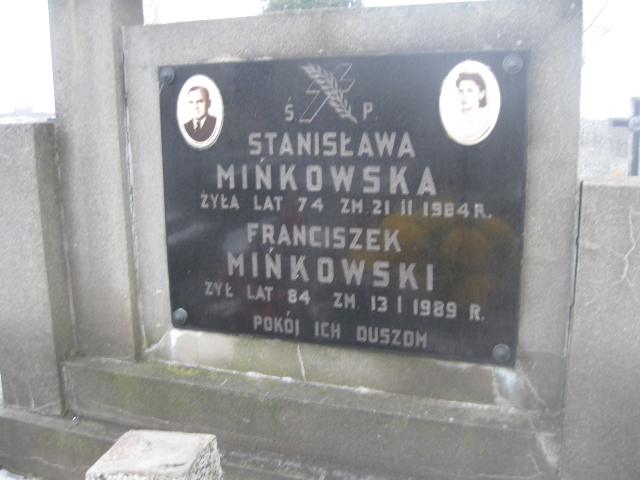 Ś P.
STANISŁAWA
MIŃKOWSKA
ŻYŁA LAT 74 ZM. 21 II 1984 R.
FRANCISZEK
MIŃKOWSKI
ŻYŁ LAT 84 ZM. 13 I 1989 R.
POKÓJ ICH DUSZOM